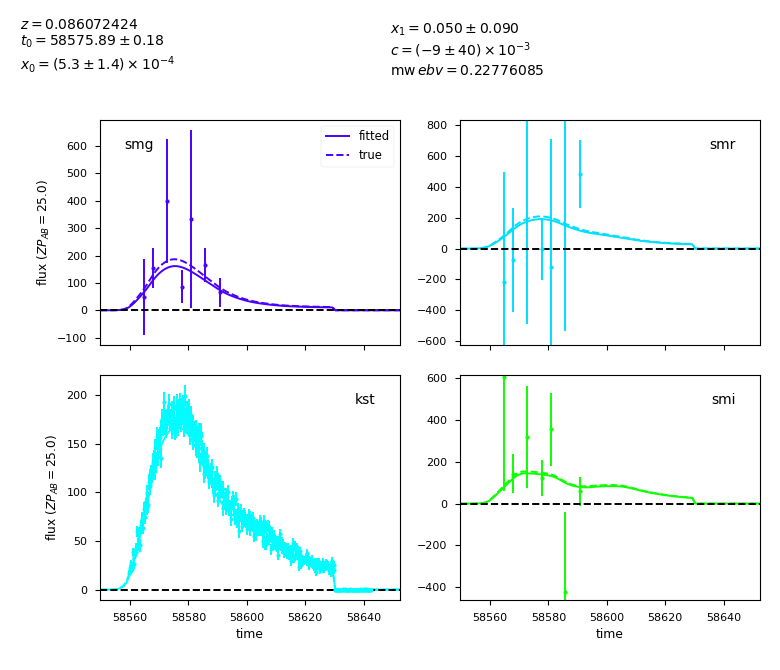 z = 0.086072424
t₀ = 58575.89 ± 0.18
x₀ = (5.3 ± 1.4) × 10⁻⁴
x₁ = 0.050 ± 0.090
c = (−9 ± 40) × 10⁻³
mw ebv = 0.22776085
smg
fitted
true
600
500
400
300
200
100
0
−100
flux (ZP_AB = 25.0)
smr
800
600
400
200
0
−200
−400
−600
kst
200
150
100
50
0
flux (ZP_AB = 25.0)
58560 58580 58600 58620 58640
time
smi
600
400
200
0
−200
−400
58560 58580 58600 58620 58640
time